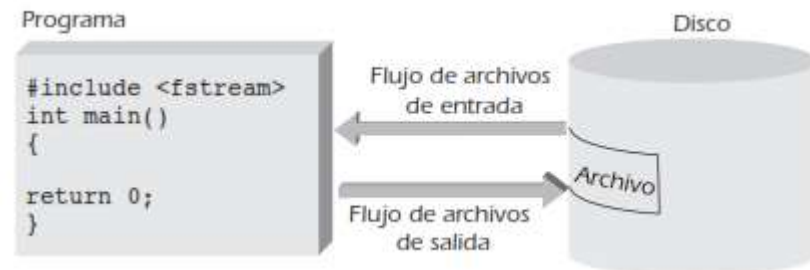 Programa
#include <fstream>
int main()
{
return 0;
}
Flujo de archivos
de entrada
Flujo de archivos
de salida
Disco
Archivo